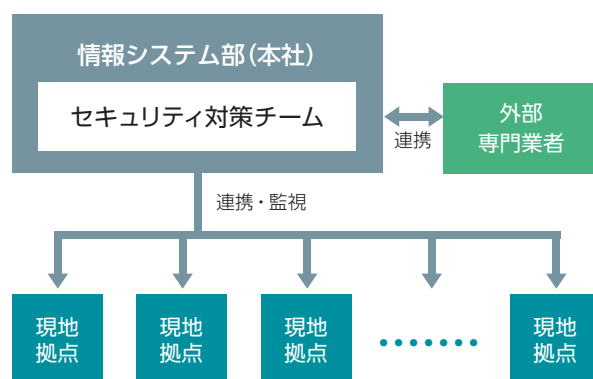 情報システム部(本社)
セキュリティ対策チーム
連携
外部
専門業者
連携・監視
現地
拠点
現地
拠点
現地
拠点
•••••••
現地
拠点